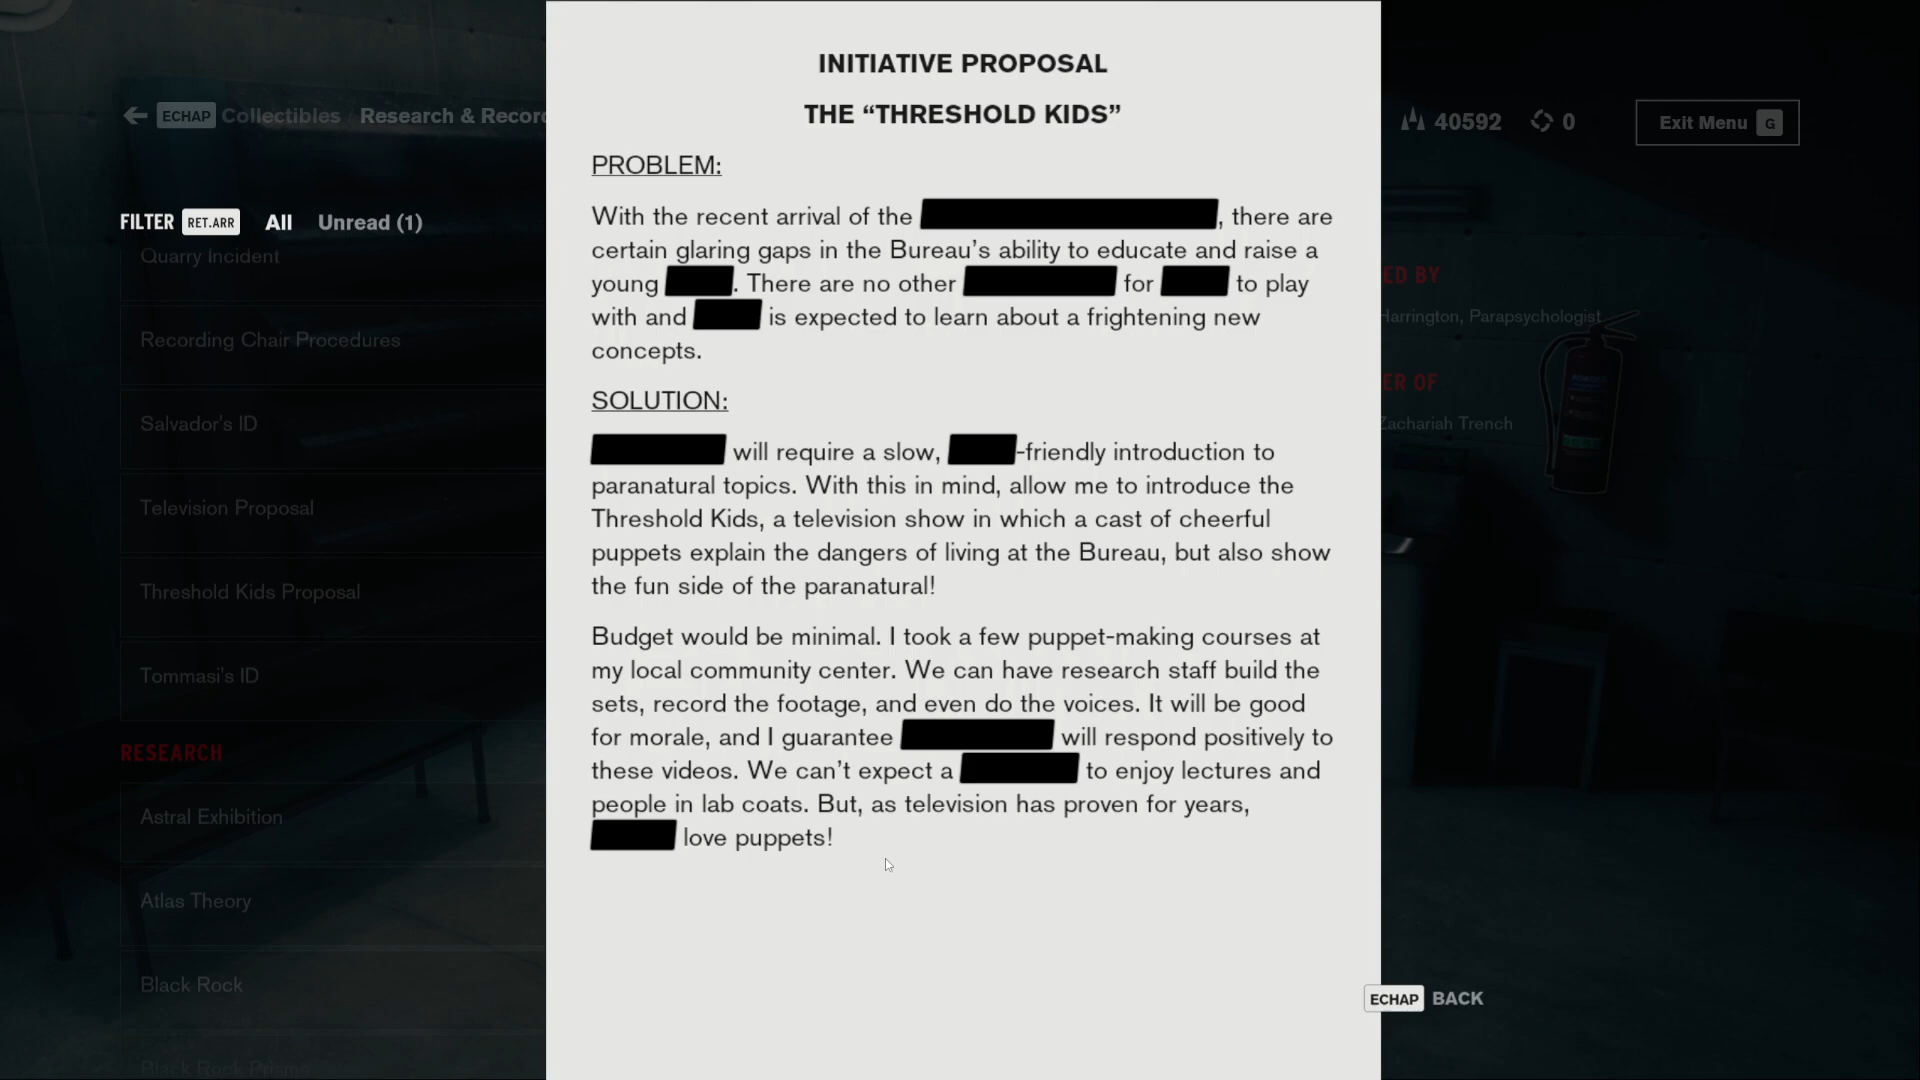 INITIATIVE PROPOSAL
THE “THRESHOLD KIDS”
ECHAP Collectibles / Research & Record
40592 0 Exit Menu G
FILTER RET.ARR All Unread (1)
Quarry Incident
Recording Chair Procedures
Salvador's ID
Television Proposal
Threshold Kids Proposal
Tommasi's ID
RESEARCH
Astral Exhibition
Atlas Theory
Black Rock
Black Rock Prisms
PROBLEM:
With the recent arrival of the , there are
certain glaring gaps in the Bureau’s ability to educate and raise a
young . There are no other for to play
with and is expected to learn about a frightening new
concepts.
SOLUTION:
will require a slow, -friendly introduction to
paranatural topics. With this in mind, allow me to introduce the
Threshold Kids, a television show in which a cast of cheerful
puppets explain the dangers of living at the Bureau, but also show
the fun side of the paranatural!
Budget would be minimal. I took a few puppet-making courses at
my local community center. We can have research staff build the
sets, record the footage, and even do the voices. It will be good
for morale, and I guarantee will respond positively to
these videos. We can’t expect a to enjoy lectures and
people in lab coats. But, as television has proven for years,
love puppets!
ED BY
Harrington, Parapsychologist
ER OF
Zachariah Trench
ECHAP BACK